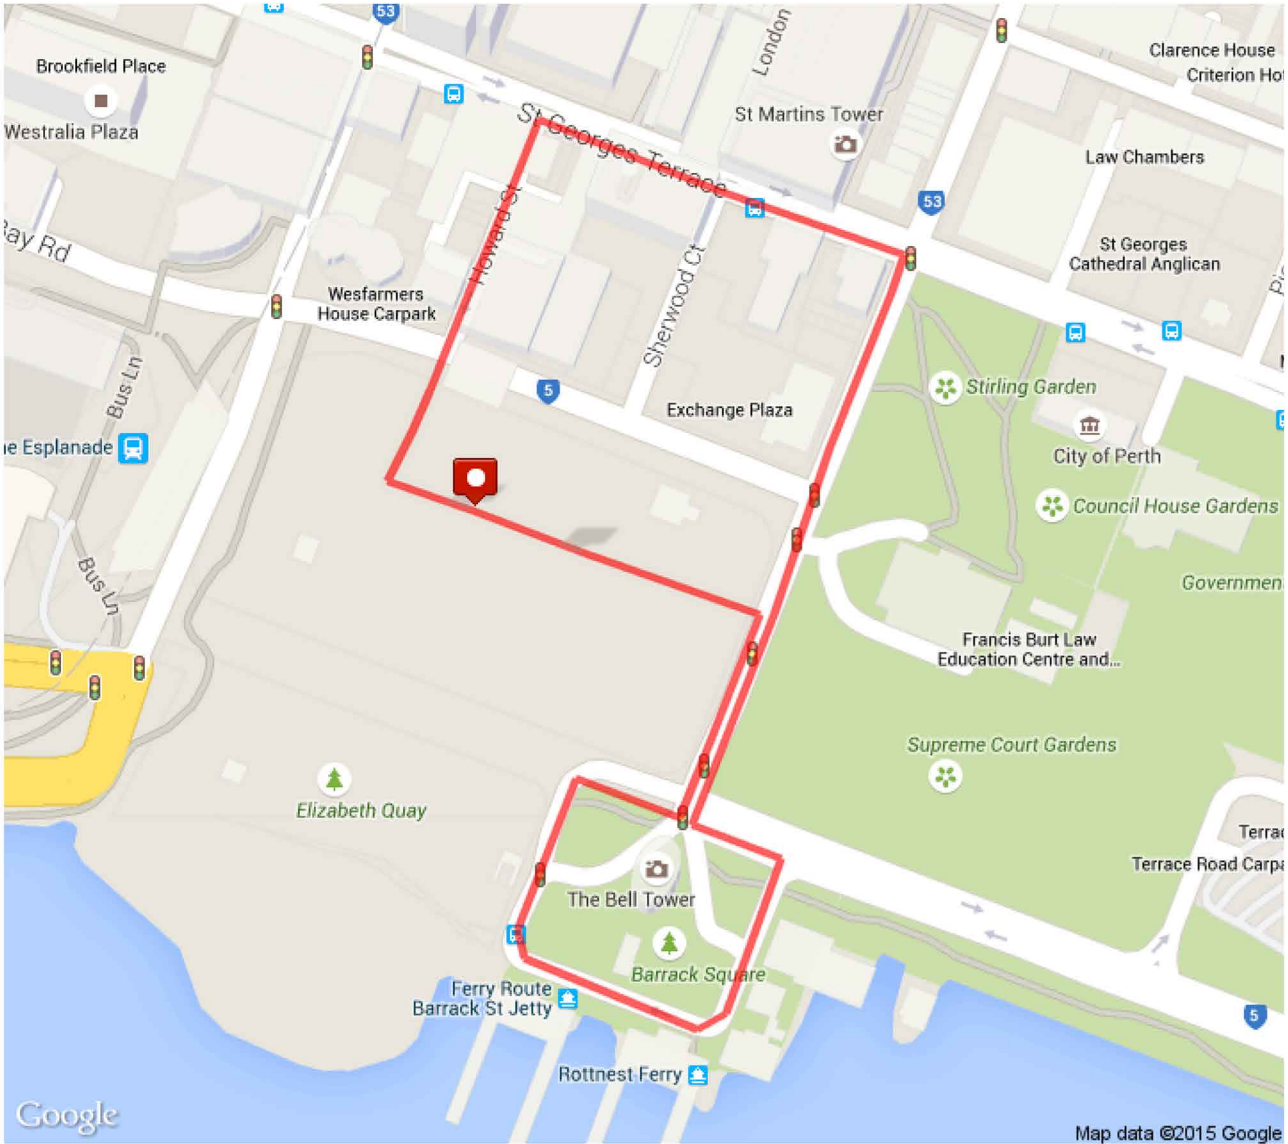 53
London
Clarence House
Criterion Ho
Brookfield Place
Westralia Plaza
St Georges Terrace
St Martins Tower
Law Chambers
53
Howard St
ay Rd
St Georges
Cathedral Anglican
Wesfarmers
House Carpark
Sherwood Ct
Bus Ln
5
Exchange Plaza
Stirling Garden
City of Perth
ne Esplanade
Council House Gardens
Bus Ln
Governmen
Francis Burt Law
Education Centre and...
Supreme Court Gardens
Elizabeth Quay
Terrac
Terrace Road Carpa
The Bell Tower
Barrack Square
Ferry Route
Barrack St Jetty
5
Rottnest Ferry
Google
Map data ©2015 Google